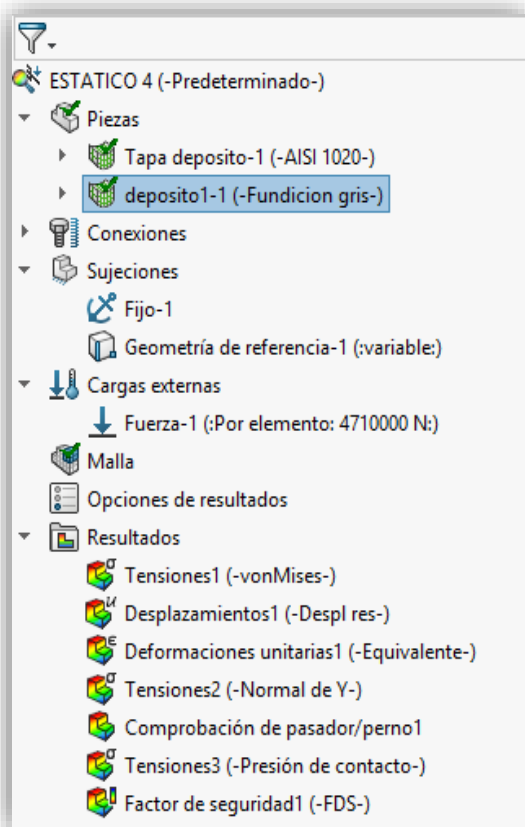 ESTATICO 4 (-Predeterminado-)
Piezas
Tapa deposito-1 (-AISI 1020-)
deposito1-1 (-Fundicion gris-)
Conexiones
Sujeciones
Fijo-1
Geometría de referencia-1 (:variable:)
Cargas externas
Fuerza-1 (:Por elemento: 4710000 N:)
Malla
Opciones de resultados
Resultados
Tensiones1 (-vonMises-)
Desplazamientos1 (-Despl res-)
Deformaciones unitarias1 (-Equivalente-)
Tensiones2 (-Normal de Y-)
Comprobación de pasador/perno1
Tensiones3 (-Presión de contacto-)
Factor de seguridad1 (-FDS-)